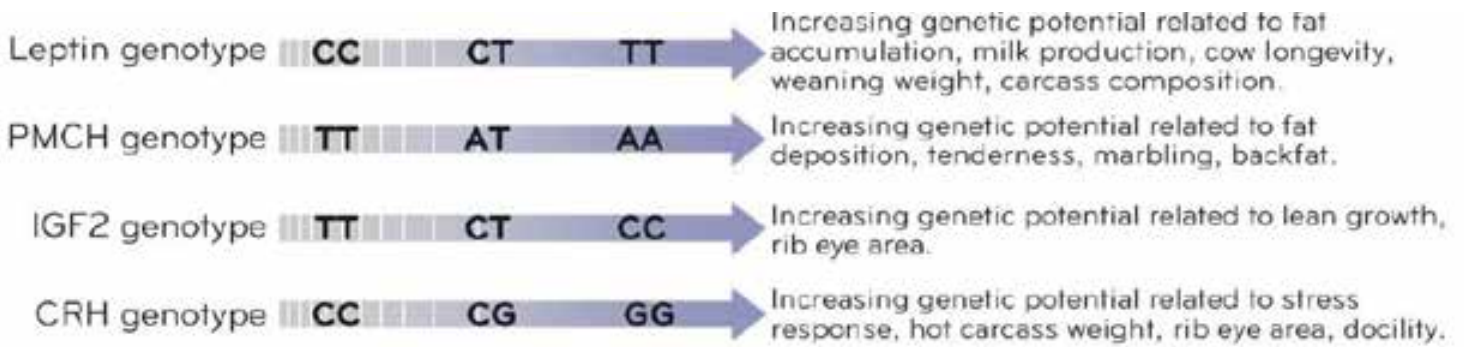 Leptin genotype CC CT TT
Increasing genetic potential related to fat
accumulation, milk production, cow longevity,
weaning weight, carcass composition.
PMCH genotype TT AT AA
Increasing genetic potential related to fat
deposition, tenderness, marbling, backfat.
IGF2 genotype TT CT CC
Increasing genetic potential related to lean growth,
rib eye area.
CRH genotype CC CG GG
Increasing genetic potential related to stress
response, hot carcass weight, rib eye area, docility.